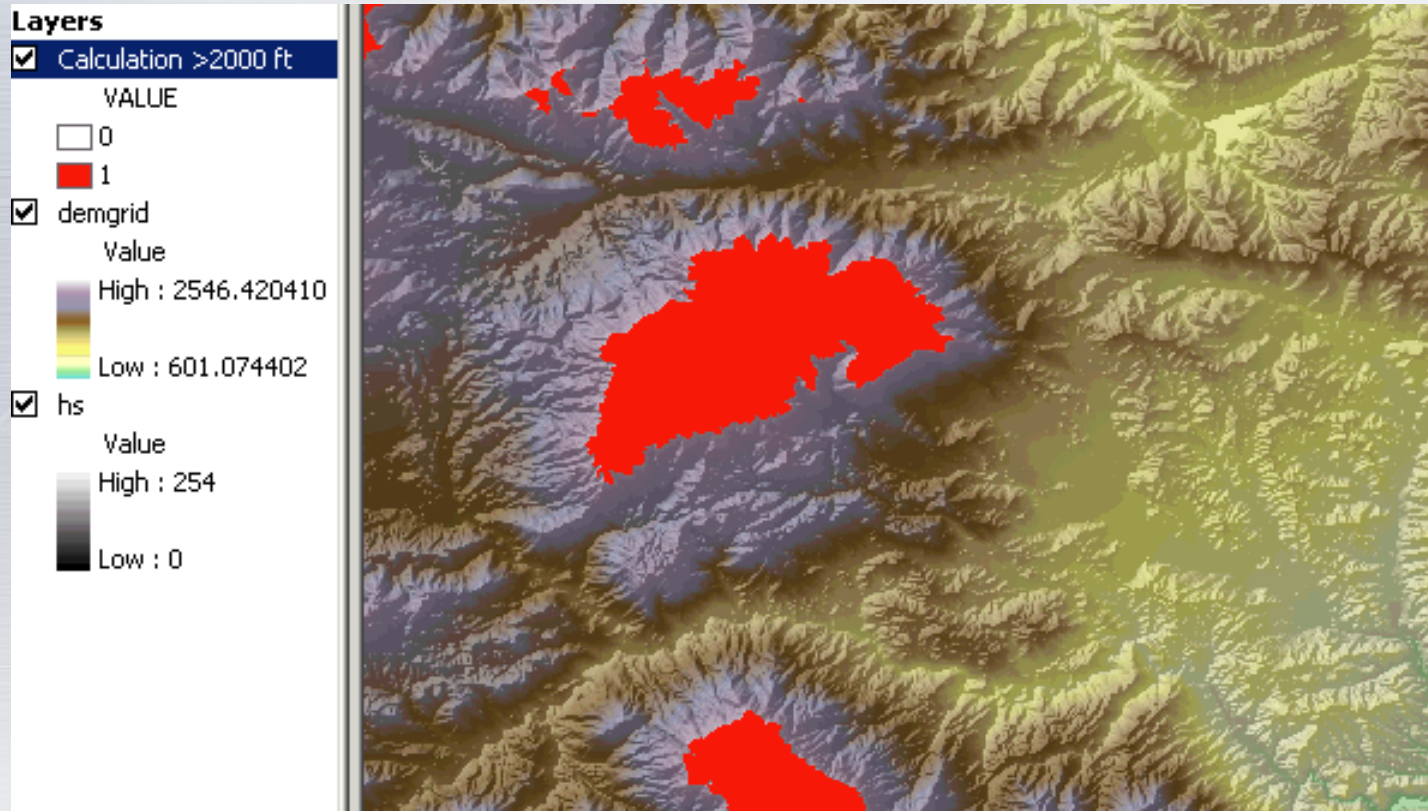 Layers
Calculation >2000 ft
VALUE
0
1
demgrid
Value
High : 2546.420410
Low : 601.074402
hs
Value
High : 254
Low : 0